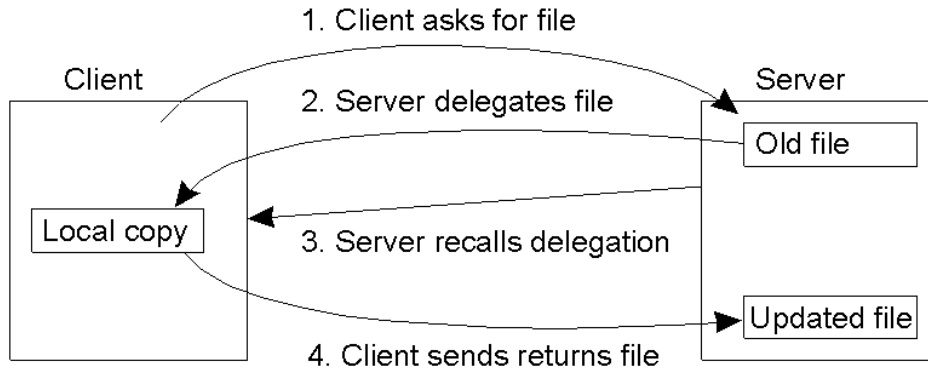 1. Client asks for file
Client
Server
2. Server delegates file
Old file
Local copy
3. Server recalls delegation
Updated file
4. Client sends returns file